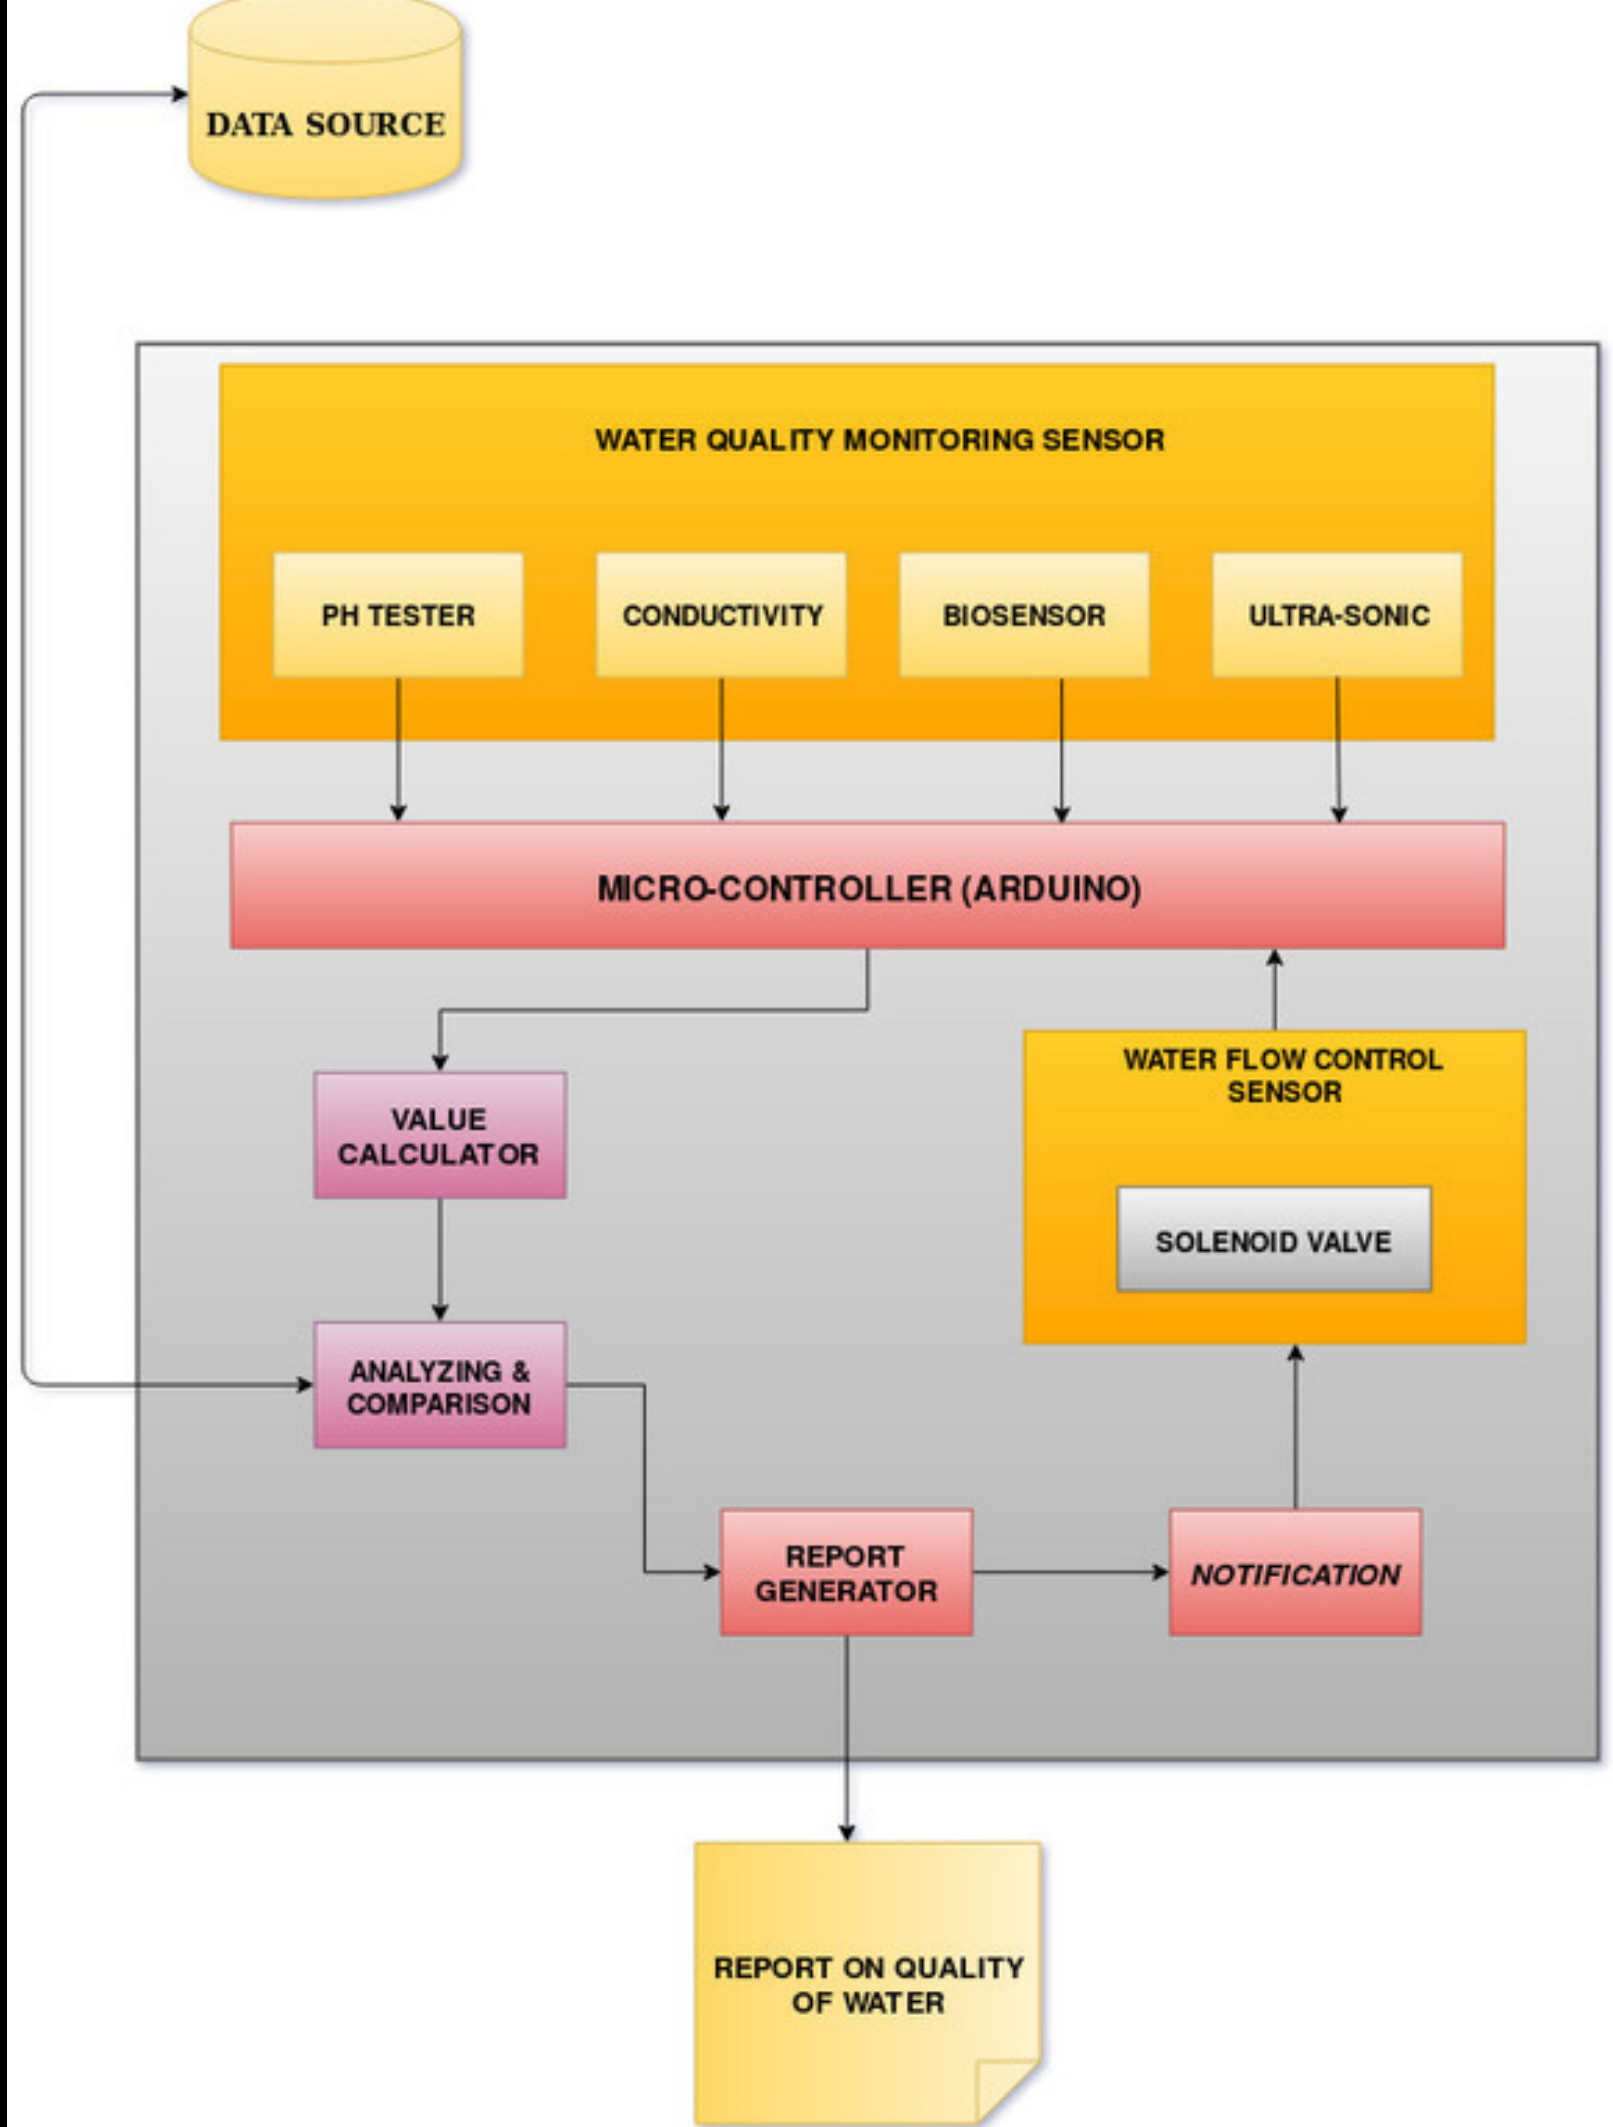 DATA SOURCE
WATER QUALITY MONITORING SENSOR
PH TESTER
CONDUCTIVITY
BIOSENSOR
ULTRA-SONIC
MICRO-CONTROLLER (ARDUINO)
VALUE
CALCULATOR
WATER FLOW CONTROL
SENSOR
SOLENOID VALVE
ANALYZING &
COMPARISON
REPORT
GENERATOR
NOTIFICATION
REPORT ON QUALITY
OF WATER